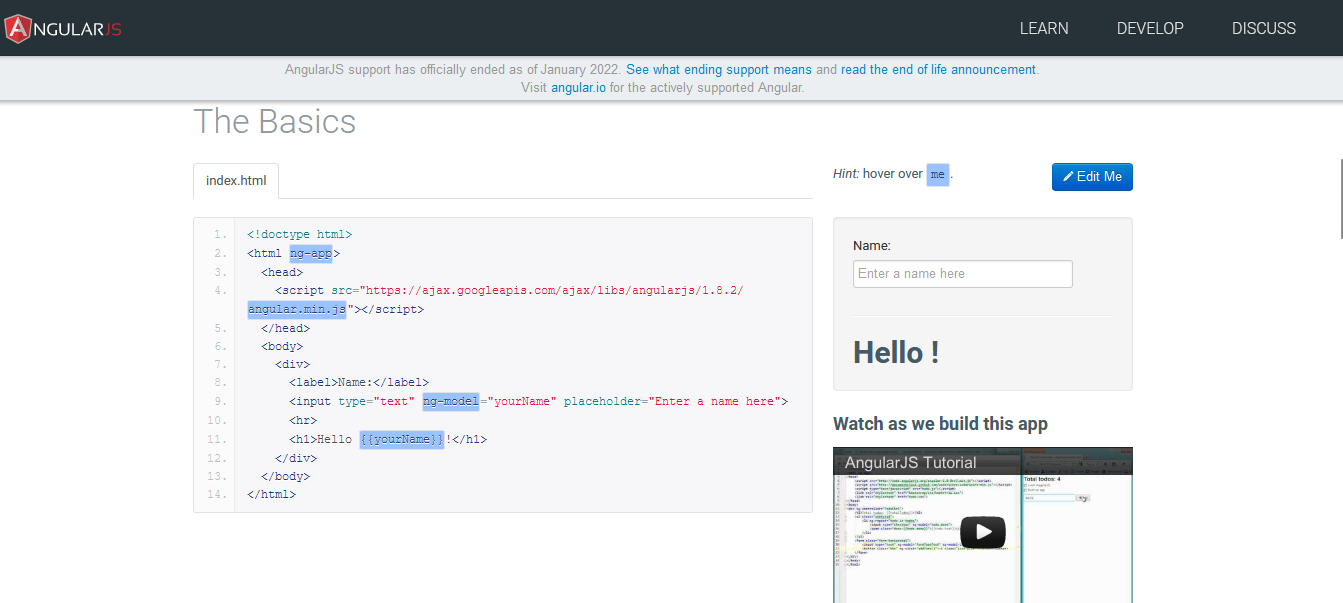 ANGULARJS
LEARN DEVELOP DISCUSS
AngularJS support has officially ended as of January 2022. See what ending support means and read the end of life announcement.
Visit angular.io for the actively supported Angular.
The Basics
index.html
1. <!doctype html>
2. <html ng-app>
3. <head>
4. <script src="https://ajax.googleapis.com/ajax/libs/angularjs/1.8.2/
angular.min.js"></script>
5. </head>
6. <body>
7. <div>
8. <label>Name:</label>
9. <input type="text" ng-model="yourName" placeholder="Enter a name here">
10. <hr>
11. <h1>Hello {{yourName}}!</h1>
12. </div>
13. </body>
14. </html>
Hint: hover over me.
Edit Me
Name:
Enter a name here
Hello !
Watch as we build this app
AngularJS Tutorial
Total todos: 4